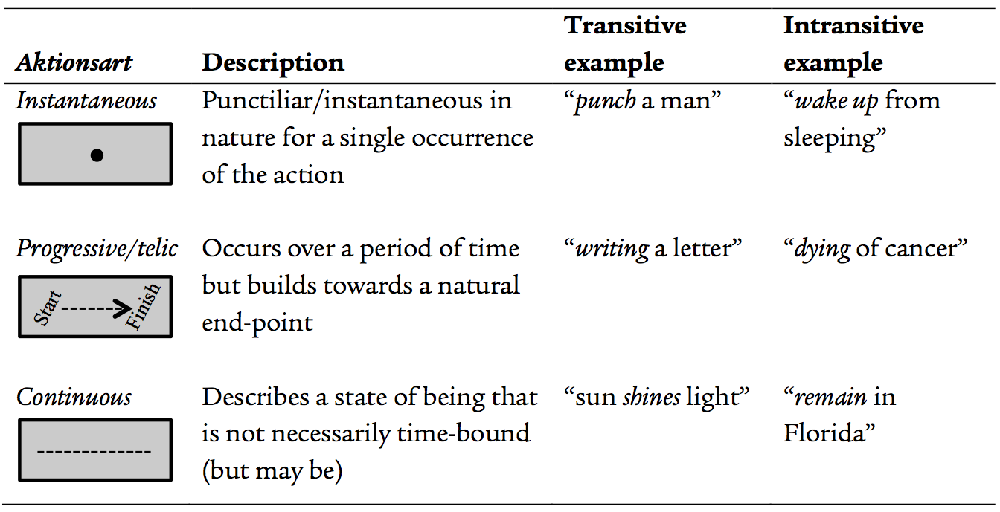 Aktionsart Description Transitive example Intransitive example
Instantaneous
Punctiliar/instantaneous in
nature for a single occurrence
of the action
“punch a man”
“wake up from
sleeping”
Progressive/telic
Start
Finish
Occurs over a period of time
but builds towards a natural
end-point
“writing a letter”
“dying of cancer”
Continuous
Describes a state of being that
is not necessarily time-bound
(but may be)
“sun shines light”
“remain in
Florida”